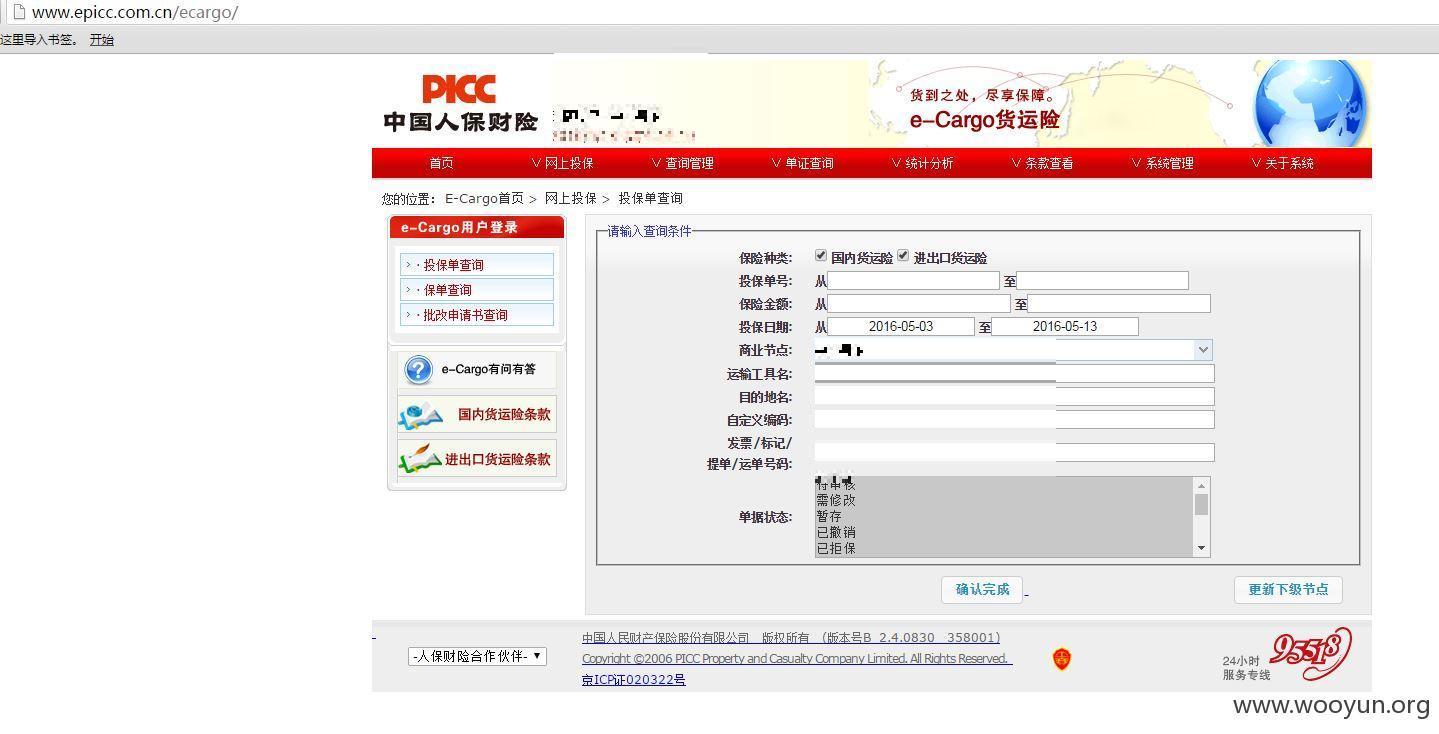 www.epicc.com.cn/ecargo/
这里导入书签。 开始
PICC
中国人保财险
货到之处，尽享保障。
e-Cargo货运险
首页 网上投保 查询管理 单证查询 统计分析 条款查看 系统管理 关于系统
您的位置： E-Cargo首页 > 网上投保 > 投保单查询
e-Cargo用户登录
· 投保单查询
· 保单查询
· 批改申请书查询
e-Cargo有问有答
国内货运险条款
进出口货运险条款
请输入查询条件
保险种类: 国内货运险 进出口货运险
投保单号: 从 至
保险金额: 从 至
投保日期: 从 2016-05-03 至 2016-05-13
商业节点:
运输工具名:
目的地名:
自定义编码:
发票/标记/
提单/运单号码:
单据状态:
待审核
需修改
暂存
已撤销
已拒保
确认完成 更新下级节点
-人保财险合作伙伴-
中国人民财产保险股份有限公司 版权所有 (版本号B_2.4.0830_358001)
Copyright ©2006 PICC Property and Casualty Company Limited. All Rights Reserved.
京ICP证020322号
24小时
服务专线
95518
www.wooyun.org